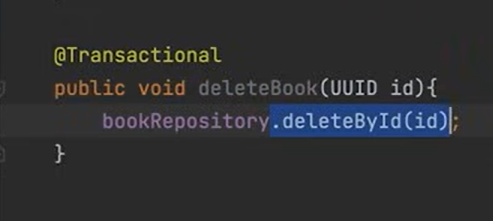 @Transactional
public void deleteBook(UUID id){
bookRepository.deleteById(id);
}